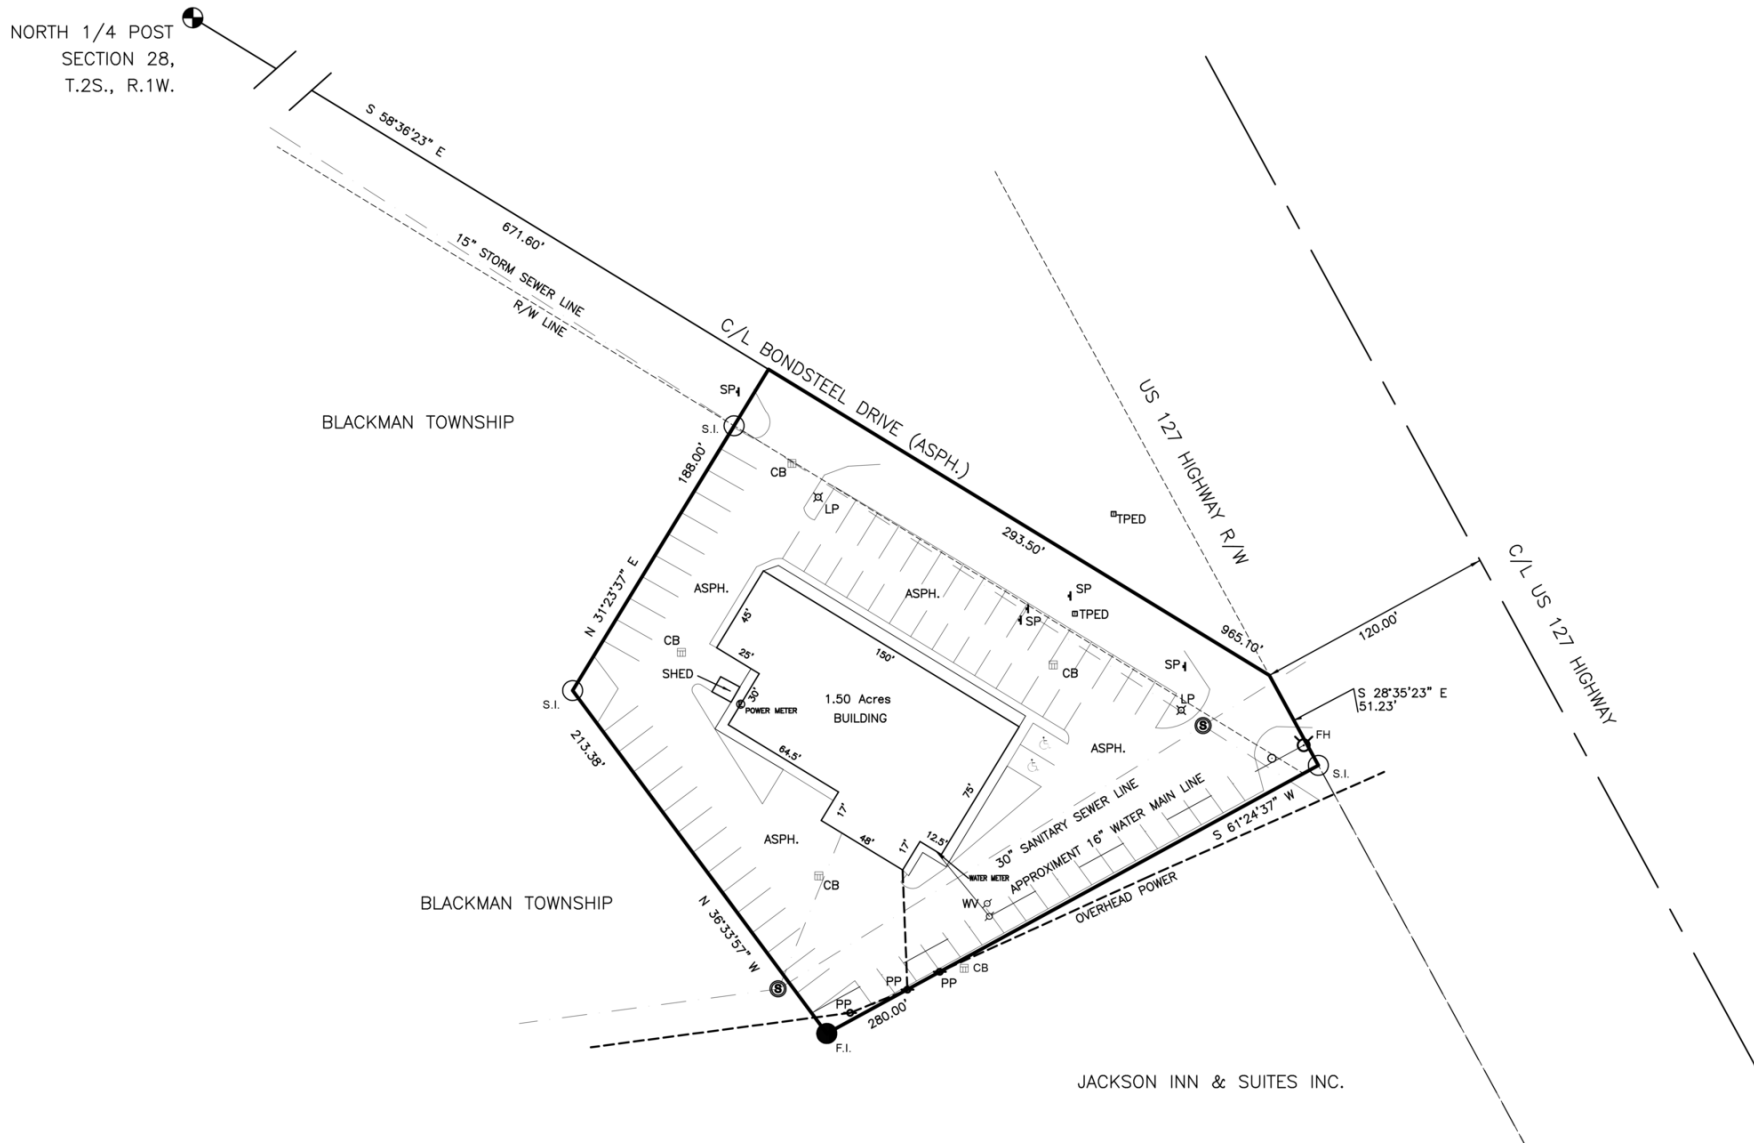 NORTH 1/4 POST
SECTION 28,
T.2S., R.1W.
S 58°36'23" E
671.60'
15" STORM SEWER LINE
R/W LINE
C/L BONDSTEEL DRIVE (ASPH.)
US 127 HIGHWAY R/W
C/L US 127 HIGHWAY
BLACKMAN TOWNSHIP
SP
S.I.
188.00'
N 31°23'37" E
CB
LP
TPED
293.50'
ASPH.
ASPH.
SP
TPED
SP
965.10'
120.00'
45'
CB
25'
150'
SHED
30'
POWER METER
1.50 Acres
BUILDING
CB
SP
LP
S 28°35'23" E
51.23'
S.I.
213.38'
64.5'
S
ASPH.
FH
S.I.
17'
75'
ASPH.
48'
17'
12.5'
30" SANITARY SEWER LINE
APPROXIMENT 16" WATER MAIN LINE
S 61°24'37" W
WATER METER
CB
WV
OVERHEAD POWER
BLACKMAN TOWNSHIP
N 36°33'57" W
S
PP
PP
PP
CB
280.00'
F.I.
JACKSON INN & SUITES INC.